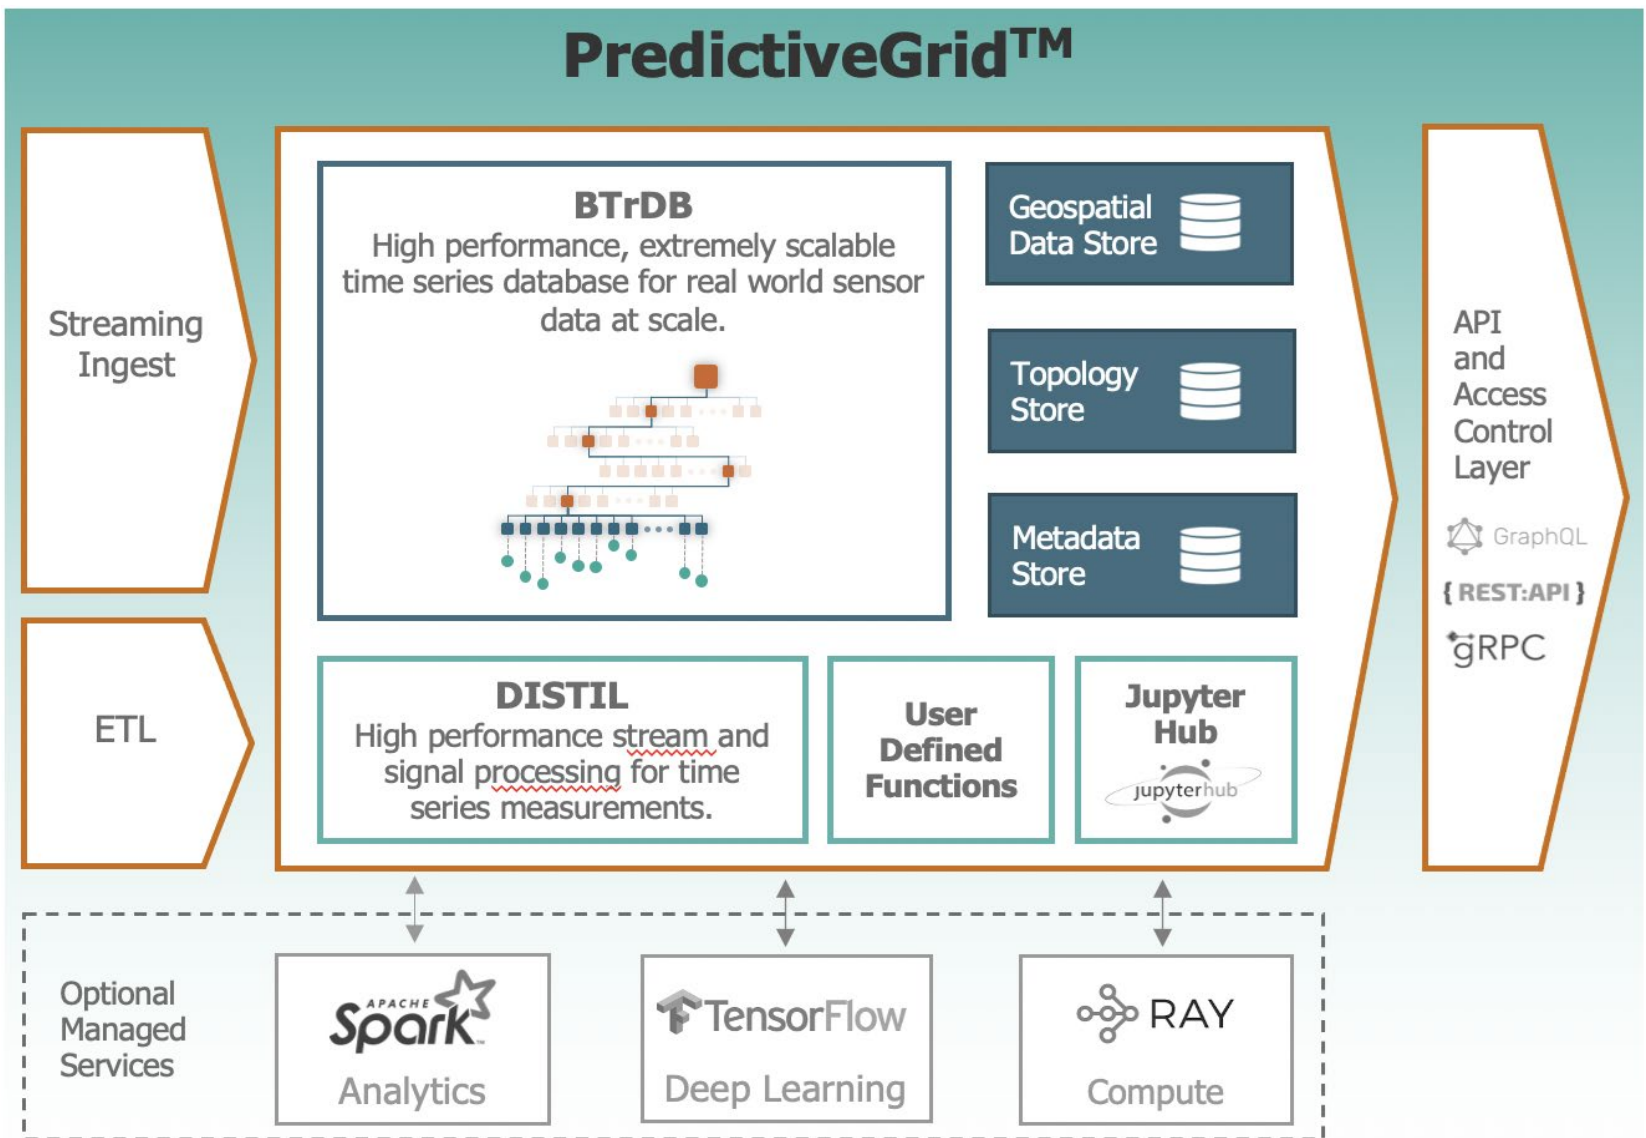 PredictiveGrid™
Streaming
Ingest
ETL
BTrDB
High performance, extremely scalable
time series database for real world sensor
data at scale.
Geospatial
Data Store
Topology
Store
Metadata
Store
DISTIL
High performance stream and
signal processing for time
series measurements.
User
Defined
Functions
Jupyter
Hub
jupyterhub
API
and
Access
Control
Layer
GraphQL
{ REST:API }
gRPC
Optional
Managed
Services
APACHE
Spark™
Analytics
TensorFlow
Deep Learning
RAY
Compute